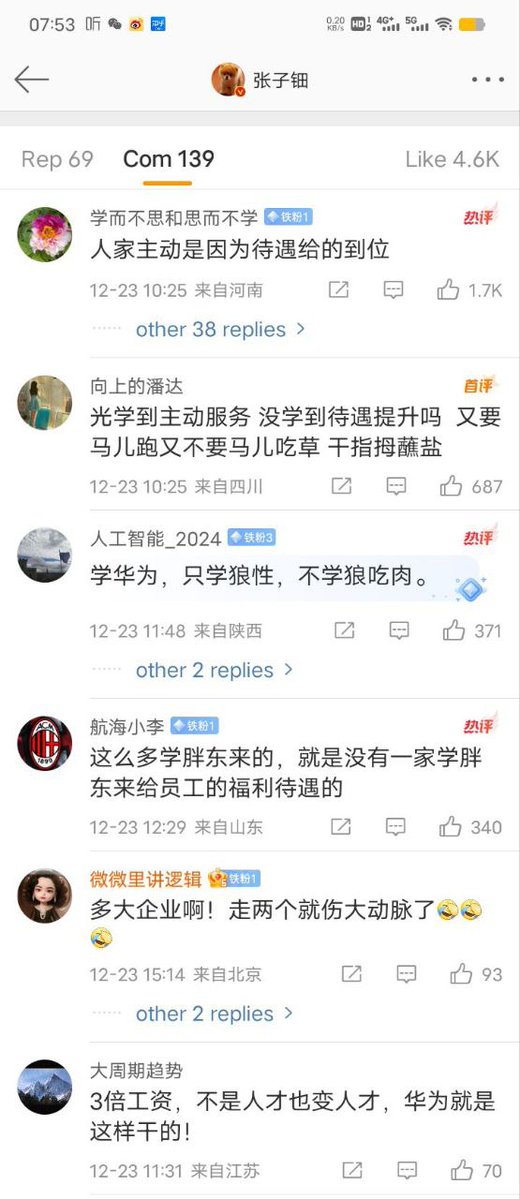 07:53 听 知乎 0.20 KB/s HD 1 2 4G+ 5G
张子钿
Rep 69 Com 139 Like 4.6K
学而不思和思而不学 铁粉1 热评
人家主动是因为待遇给的到位
12-23 10:25 来自河南 1.7K
other 38 replies
向上的潘达 首评
光学到主动服务 没学到待遇提升吗 又要
马儿跑又不要马儿吃草 干指拇蘸盐
12-23 10:25 来自四川 687
人工智能_2024 铁粉3 热评
学华为，只学狼性，不学狼吃肉。
12-23 11:48 来自陕西 371
other 2 replies
航海小李 铁粉1 热评
ACM
1899
这么多学胖东来的，就是没有一家学胖
东来给员工的福利待遇的
12-23 12:29 来自山东 340
微微里讲逻辑 铁粉1
多大企业啊！走两个就伤大动脉了
12-23 15:14 来自北京 93
other 2 replies
大周期趋势
3倍工资，不是人才也变人才，华为就是
这样干的！
12-23 11:31 来自江苏 70